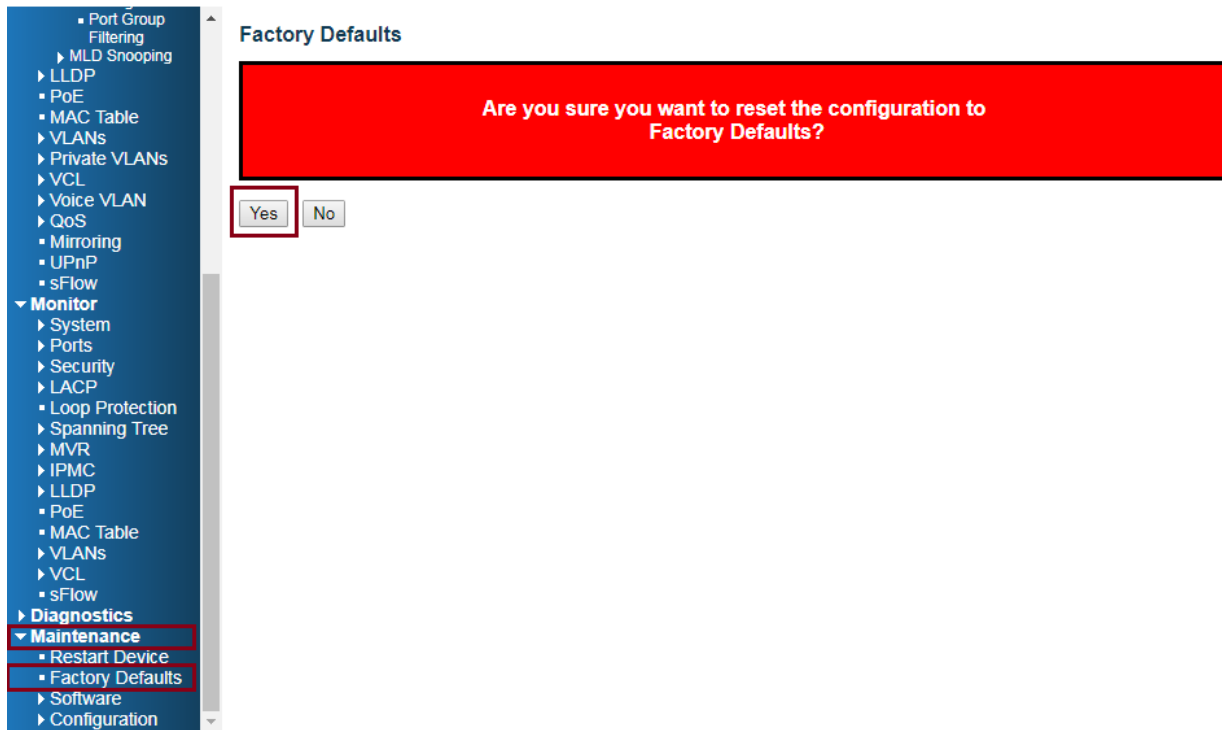 Port Group
Filtering
MLD Snooping
LLDP
PoE
MAC Table
VLANs
Private VLANs
VCL
Voice VLAN
QoS
Mirroring
UPnP
sFlow
Monitor
System
Ports
Security
LACP
Loop Protection
Spanning Tree
MVR
IPMC
LLDP
PoE
MAC Table
VLANs
VCL
sFlow
Diagnostics
Maintenance
Restart Device
Factory Defaults
Software
Configuration
Factory Defaults
Are you sure you want to reset the configuration to
Factory Defaults?
Yes No